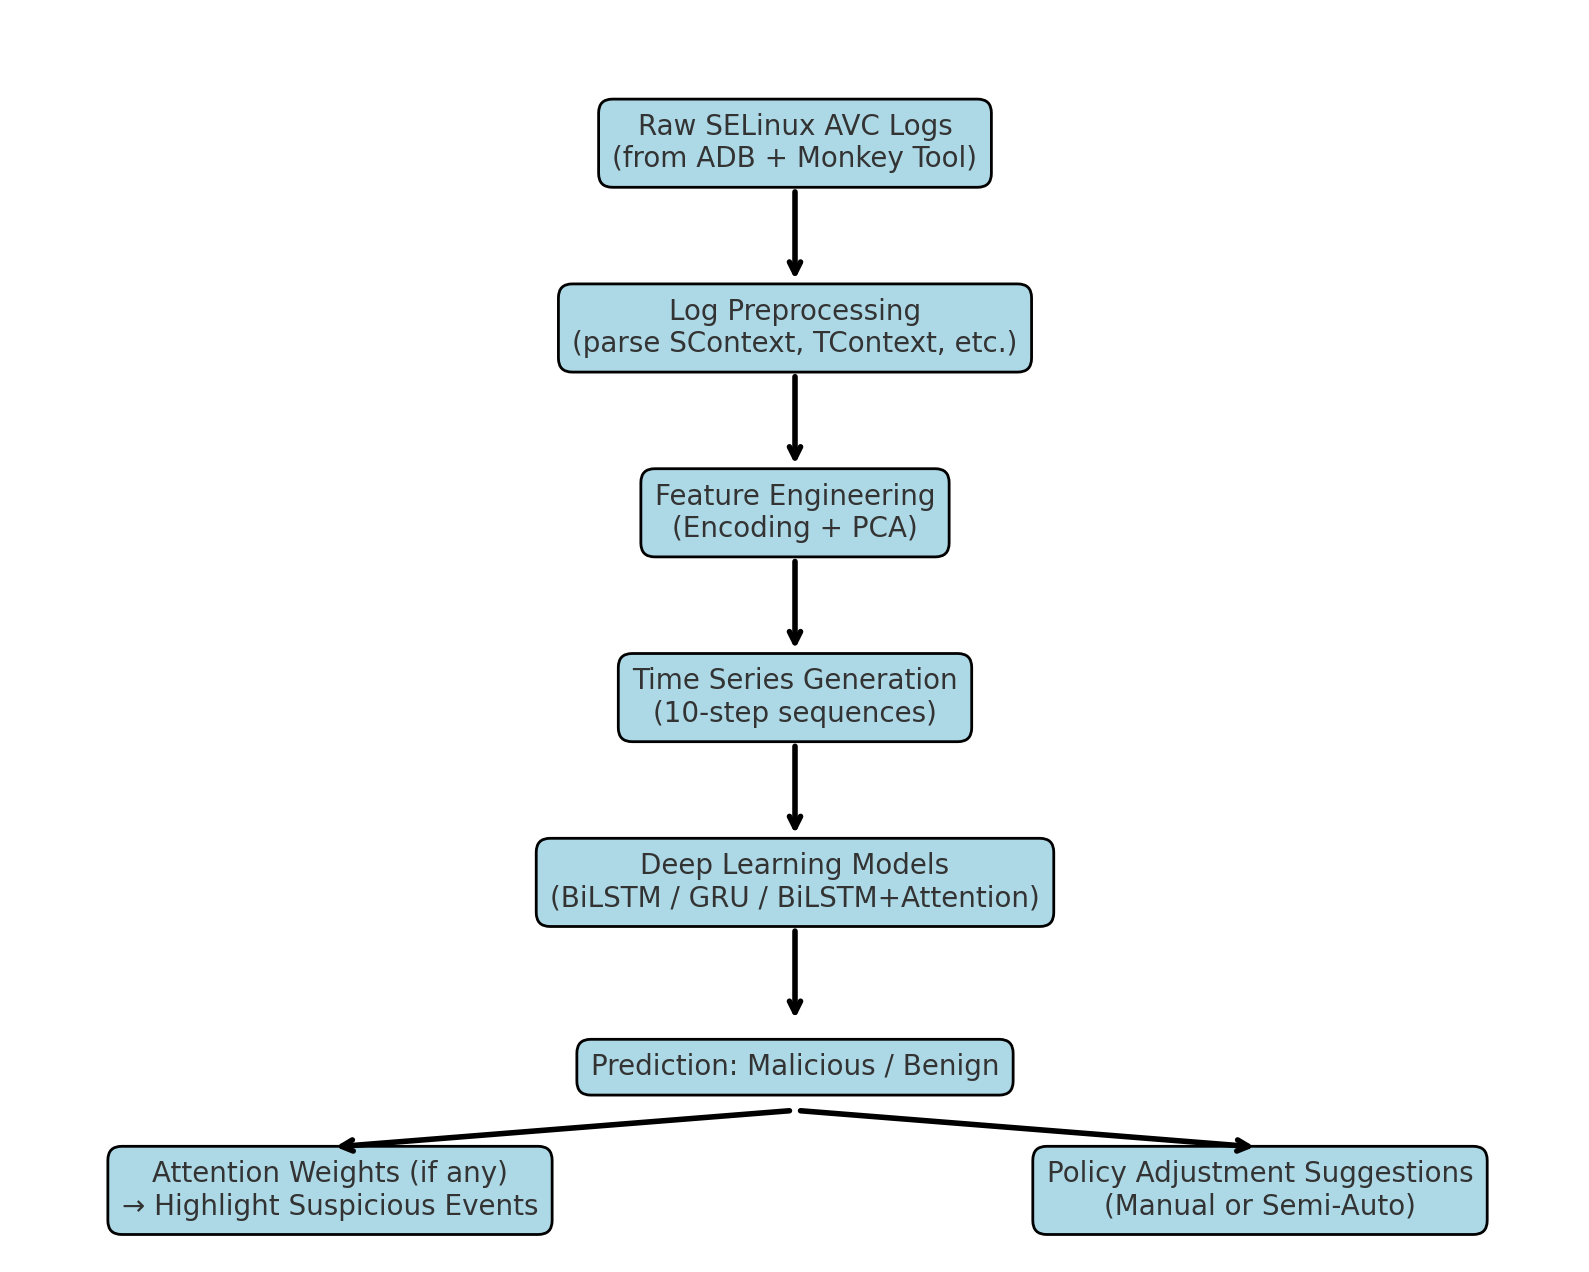 Raw SELinux AVC Logs
(from ADB + Monkey Tool)
Log Preprocessing
(parse SContext, TContext, etc.)
Feature Engineering
(Encoding + PCA)
Time Series Generation
(10-step sequences)
Deep Learning Models
(BiLSTM / GRU / BiLSTM+Attention)
Prediction: Malicious / Benign
Attention Weights (if any)
→ Highlight Suspicious Events
Policy Adjustment Suggestions
(Manual or Semi-Auto)